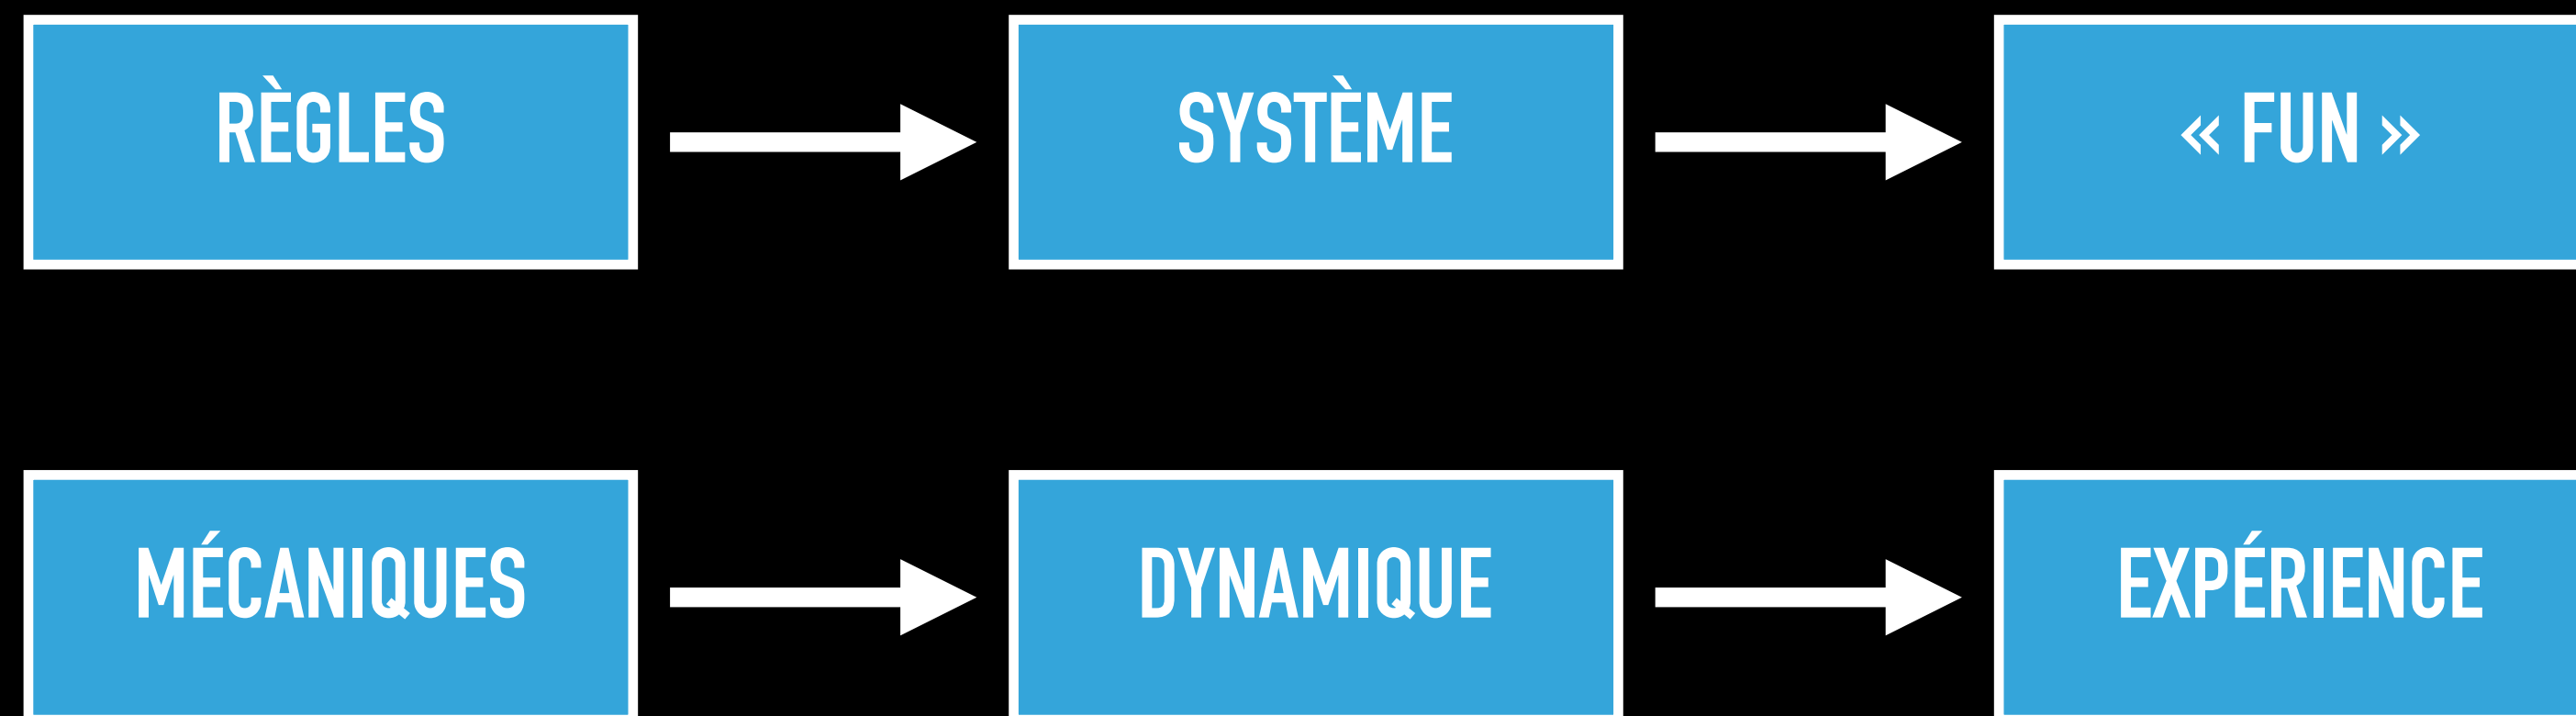 RÈGLES
SYSTÈME
« FUN »
MÉCANIQUES
DYNAMIQUE
EXPÉRIENCE